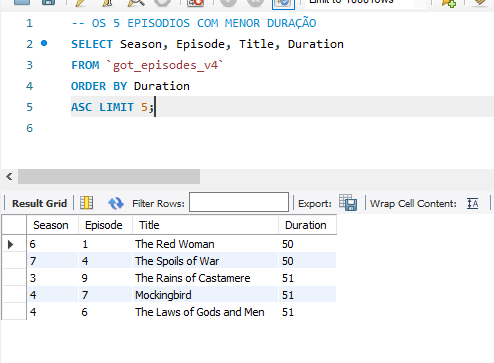 Limit to 1000 rows
1 -- OS 5 EPISODIOS COM MENOR DURAÇÃO
2 SELECT Season, Episode, Title, Duration
3 FROM `got_episodes_v4`
4 ORDER BY Duration
5 ASC LIMIT 5;
6
Result Grid Filter Rows: Export: Wrap Cell Content:
Season Episode Title Duration
6 1 The Red Woman 50
7 4 The Spoils of War 50
3 9 The Rains of Castamere 51
4 7 Mockingbird 51
4 6 The Laws of Gods and Men 51